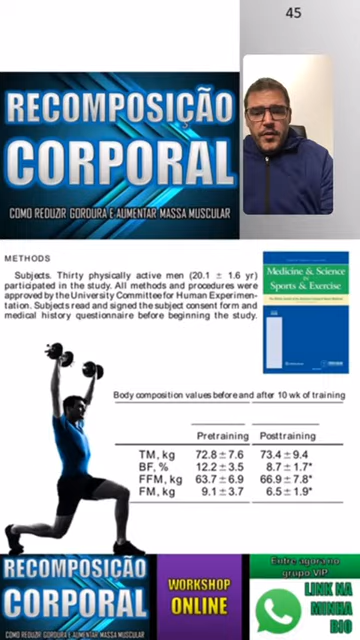 45
RECOMPOSIÇÃO
CORPORAL
COMO REDUZIR GORDURA E AUMENTAR MASSA MUSCULAR
METHODS
Subjects. Thirty physically active men (20.1 ± 1.6 yr)
participated in the study. All methods and procedures were
approved by the University Committee for Human Experimen-
tation. Subjects read and signed the subject consent form and
medical history questionnaire before beginning the study.
Medicine & Science
IN
Sports & Exercise
Body composition values before and after 10 wk of training
Pretraining Posttraining
TM, kg 72.8 ± 7.6 73.4 ± 9.4
BF, % 12.2 ± 3.5 8.7 ± 1.7*
FFM, kg 63.7 ± 6.9 66.9 ± 7.8*
FM, kg 9.1 ± 3.7 6.5 ± 1.9*
RECOMPOSIÇÃO
CORPORAL
COMO REDUZIR GORDURA E AUMENTAR MASSA MUSCULAR
WORKSHOP
ONLINE
Entre agora no
grupo VIP
LINK NA
MINHA
BIO